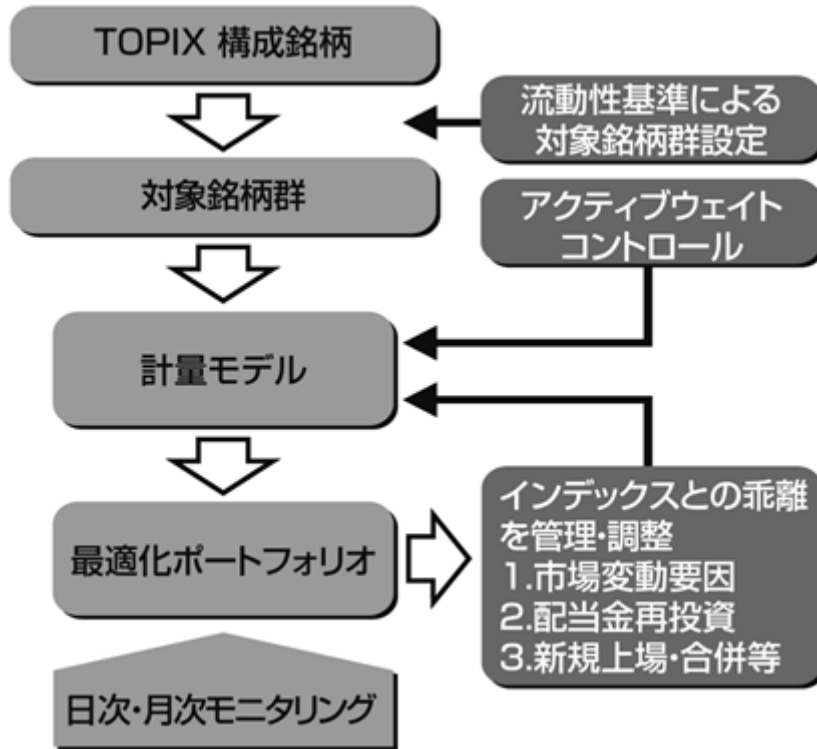 TOPIX 構成銘柄
流動性基準による
対象銘柄群設定
対象銘柄群
アクティブウェイト
コントロール
計量モデル
最適化ポートフォリオ
インデックスとの乖離
を管理・調整
1.市場変動要因
2.配当金再投資
3.新規上場・合併等
日次・月次モニタリング